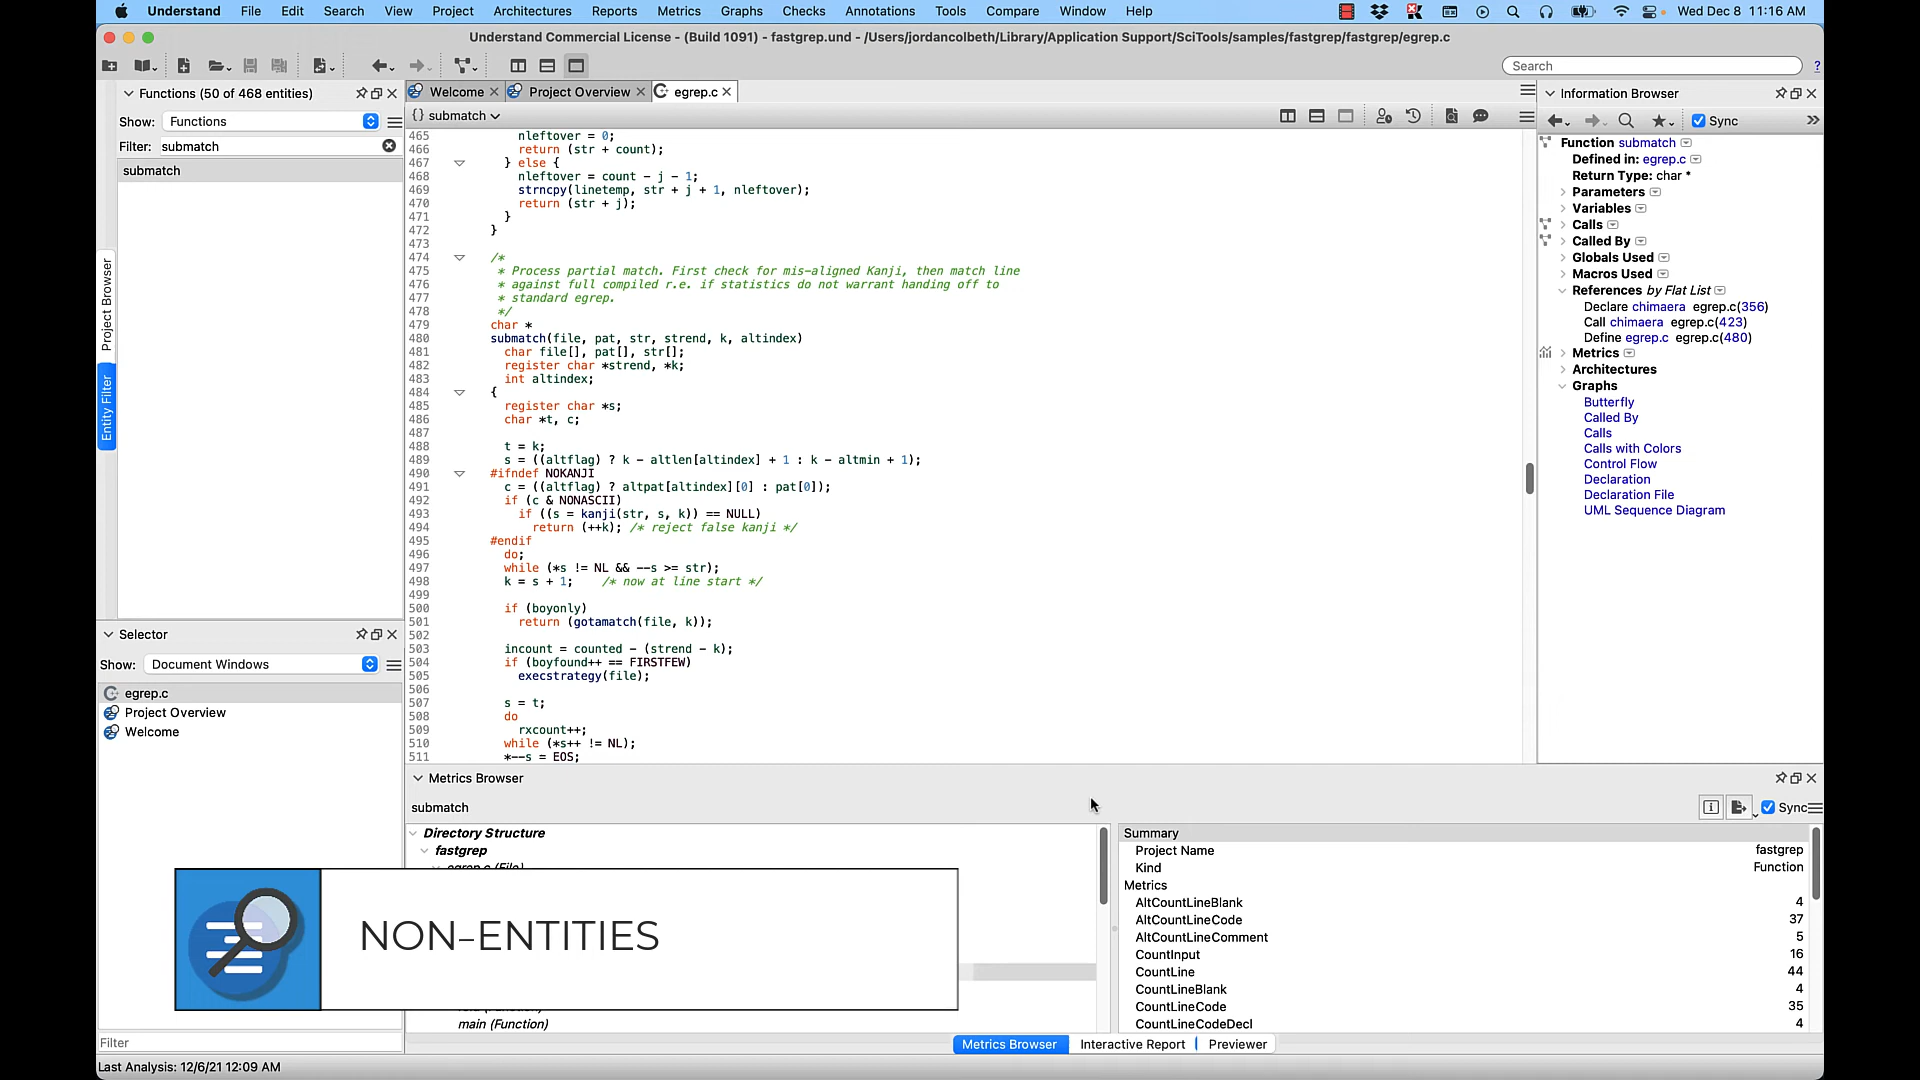 Understand File Edit Search View Project Architectures Reports Metrics Graphs Checks Annotations Tools Compare Window Help Wed Dec 8 11:16 AM
Understand Commercial License - (Build 1091) - fastgrep.und - /Users/jordancolbeth/Library/Application Support/SciTools/samples/fastgrep/fastgrep/egrep.c
Search ?
Functions (50 of 468 entities)
Show: Functions
Filter: submatch
submatch
Project Browser
Entity Filter
Welcome Project Overview egrep.c
{} submatch
465 nleftover = 0;
466 return (str + count);
467 } else {
468 nleftover = count - j - 1;
469 strncpy(linetemp, str + j + 1, nleftover);
470 return (str + j);
471 }
472 }
473
474 /*
475 * Process partial match. First check for mis-aligned Kanji, then match line
476 * against full compiled r.e. if statistics do not warrant handing off to
477 * standard egrep.
478 */
479 char *
480 submatch(file, pat, str, strend, k, altindex)
481 char file[], pat[], str[];
482 register char *strend, *k;
483 int altindex;
484 {
485 register char *s;
486 char *t, c;
487
488 t = k;
489 s = ((altflag) ? k - altlen[altindex] + 1 : k - altmin + 1);
490 #ifndef NOKANJI
491 c = ((altflag) ? altpat[altindex][0] : pat[0]);
492 if (c & NONASCII)
493 if ((s = kanji(str, s, k)) == NULL)
494 return (++k); /* reject false kanji */
495 #endif
496 do;
497 while (*s != NL && --s >= str);
498 k = s + 1; /* now at line start */
499
500 if (boyonly)
501 return (gotamatch(file, k));
502
503 incount = counted - (strend - k);
504 if (boyfound++ == FIRSTFEW)
505 execstrategy(file);
506
507 s = t;
508 do
509 rxcount++;
510 while (*s++ != NL);
511 *--s = EOS;
Information Browser
Sync
Function submatch
Defined in: egrep.c
Return Type: char *
Parameters
Variables
Calls
Called By
Globals Used
Macros Used
References by Flat List
Declare chimaera egrep.c(356)
Call chimaera egrep.c(423)
Define egrep.c egrep.c(480)
Metrics
Architectures
Graphs
Butterfly
Called By
Calls
Calls with Colors
Control Flow
Declaration
Declaration File
UML Sequence Diagram
Selector
Show: Document Windows
egrep.c
Project Overview
Welcome
Filter
Metrics Browser
submatch
Sync
Directory Structure
fastgrep
egrep.c (File)
main (Function)
Summary
Project Name fastgrep
Kind Function
Metrics
AltCountLineBlank 4
AltCountLineCode 37
AltCountLineComment 5
CountInput 16
CountLine 44
CountLineBlank 4
CountLineCode 35
CountLineCodeDecl 4
NON-ENTITIES
Metrics Browser Interactive Report Previewer
Last Analysis: 12/6/21 12:09 AM